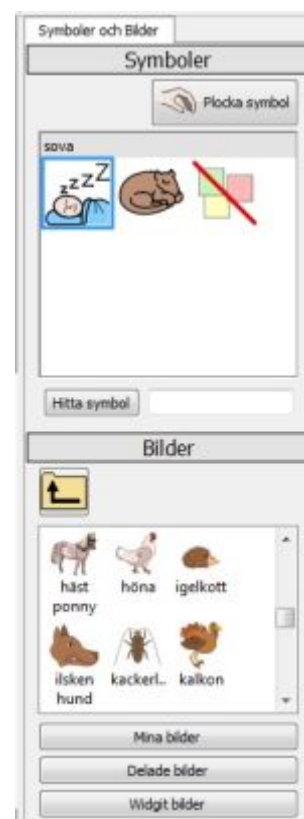 Symboler och Bilder
Symboler
Plocka symbol
sova
zzzZ
Hitta symbol
Bilder
häst
ponny
höna
igelkott
ilsken
hund
kackerl..
kalkon
Mina bilder
Delade bilder
Widgit bilder